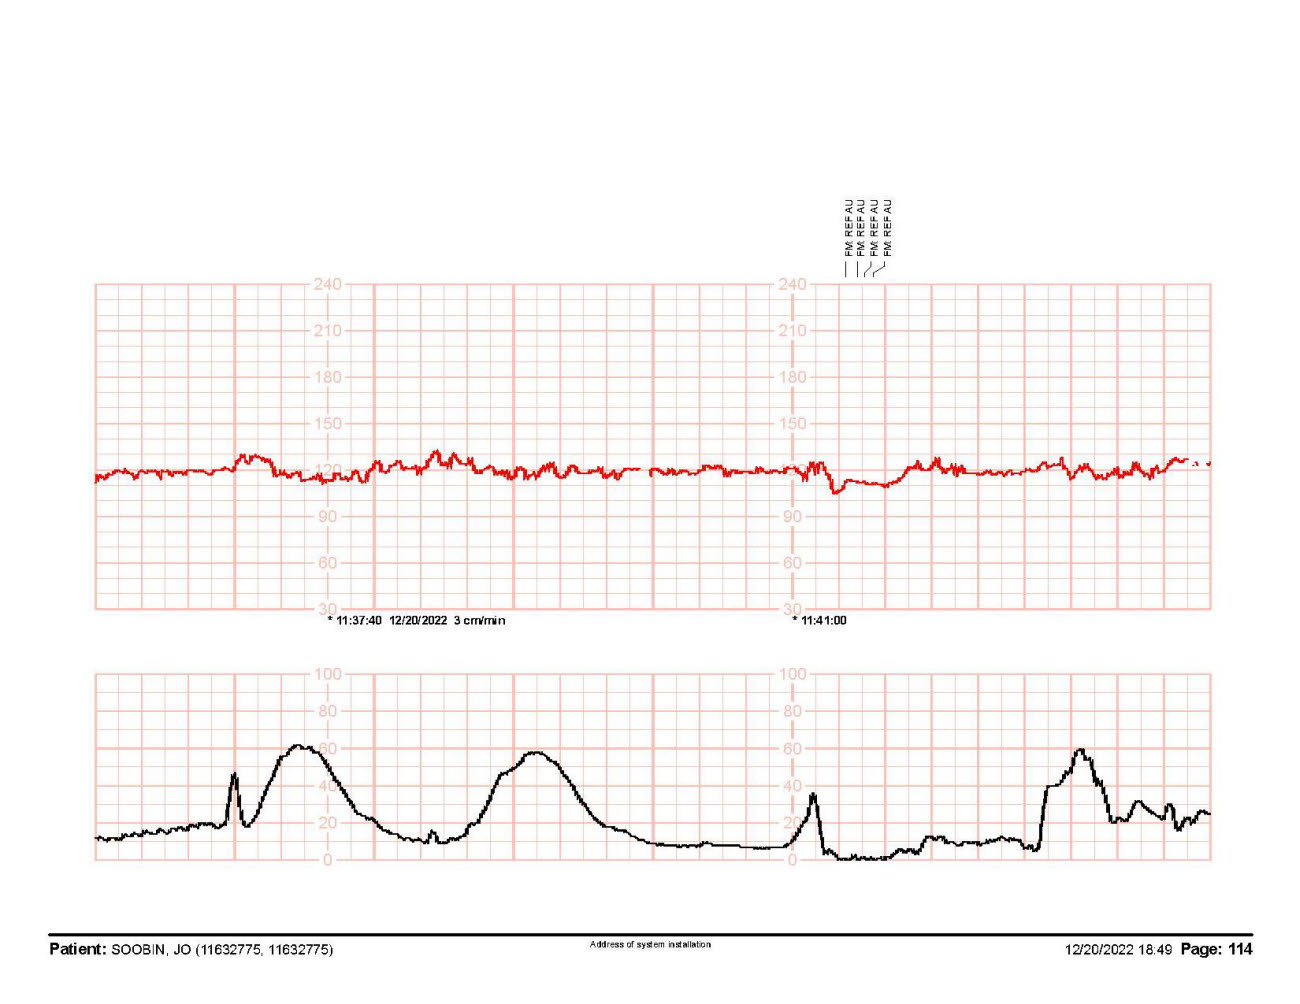 FM: REF AU
FM: REF AU
FM: REF AU
FM: REF AU
240 240
210 210
180 180
150 150
120 120
90 90
60 60
30 30
* 11:37:40 12/20/2022 3 cm/min * 11:41:00
100 100
80 80
60 60
40 40
20 20
0 0
Patient: SOOBIN, JO (11632775, 11632775) Address of system installation 12/20/2022 18:49 Page: 114